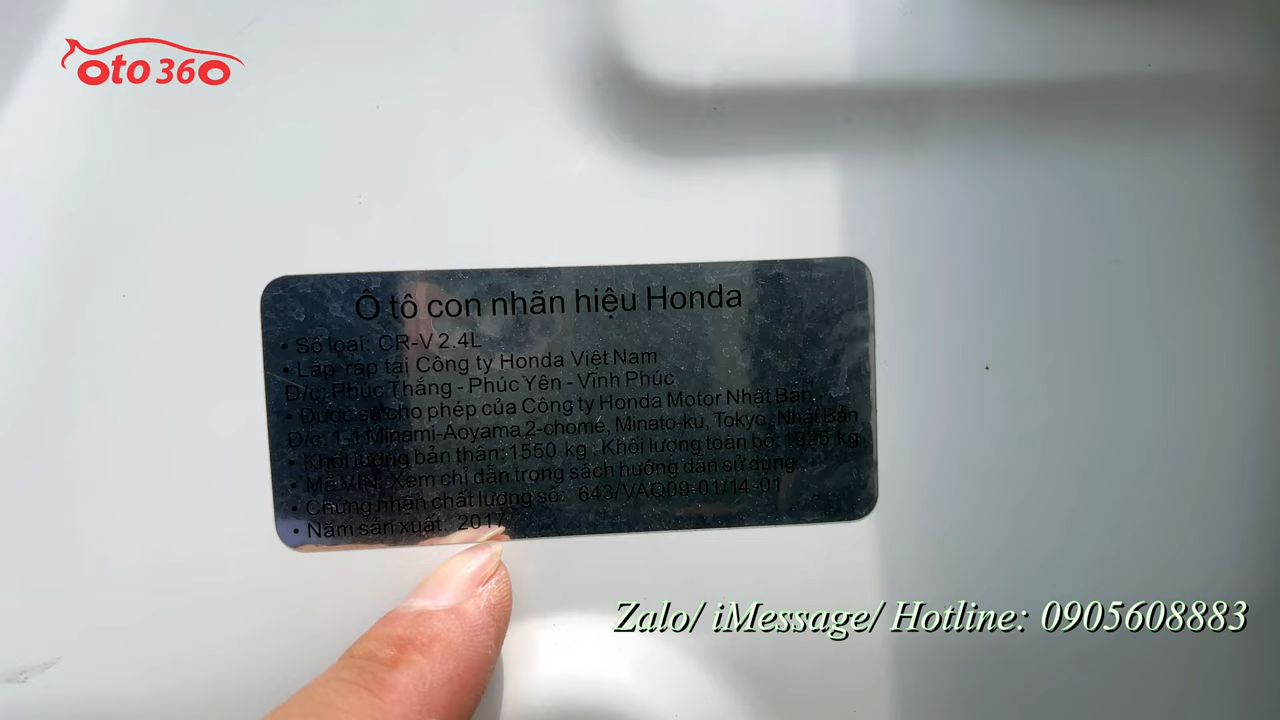 oto 360
Ô tô con nhãn hiệu Honda
• Số loại: CR-V 2.4L
• Lắp ráp tại Công ty Honda Việt Nam
Đ/c: Phúc Thắng - Phúc Yên - Vĩnh Phúc
• Được sự cho phép của Công ty Honda Motor Nhật Bản,
Đ/c: 1-1 Minami-Aoyama 2-chome, Minato-ku, Tokyo, Nhật Bản
• Khối lượng bản thân: 1550 kg ; Khối lượng toàn bộ: 1925 kg
• Mã VIN: Xem chỉ dẫn trong sách hướng dẫn sử dụng
• Chứng nhận chất lượng số: 643/VAQ09-01/14-01
• Năm sản xuất: 2017
Zalo/ iMessage/ Hotline: 0905608883